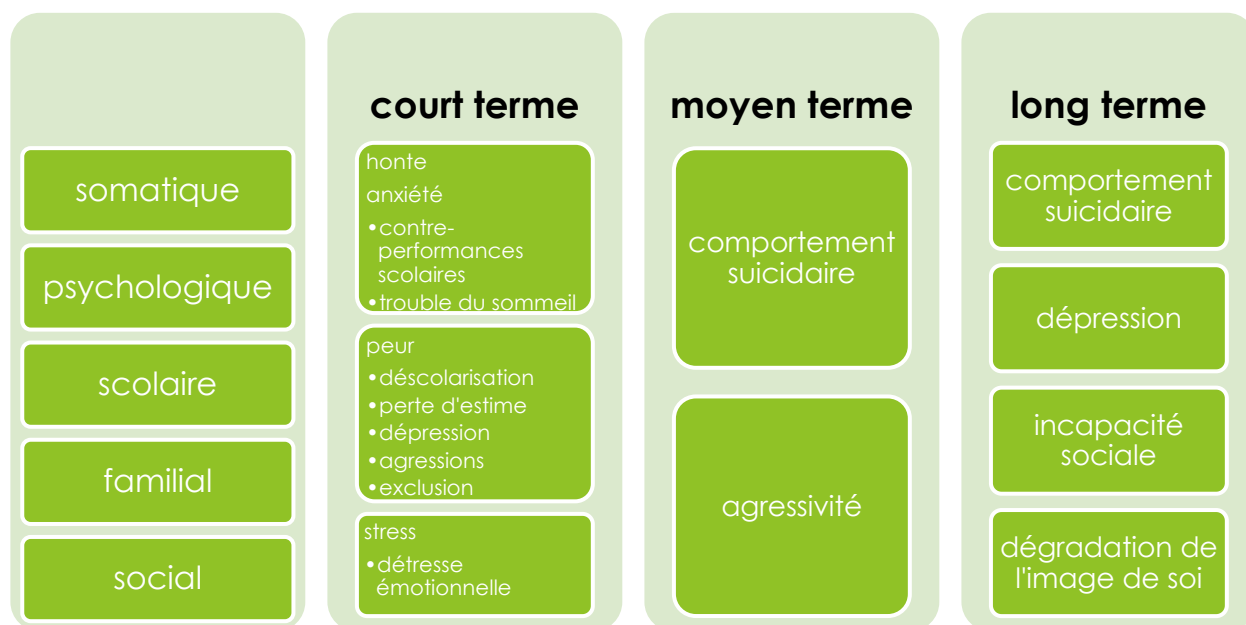 somatique
psychologique
scolaire
familial
social
court terme
honte
anxiété
•contre-
performances
scolaires
•trouble du sommeil
peur
•déscolarisation
•perte d'estime
•dépression
•agressions
•exclusion
stress
•détresse
émotionnelle
moyen terme
comportement
suicidaire
agressivité
long terme
comportement
suicidaire
dépression
incapacité
sociale
dégradation de
l'image de soi